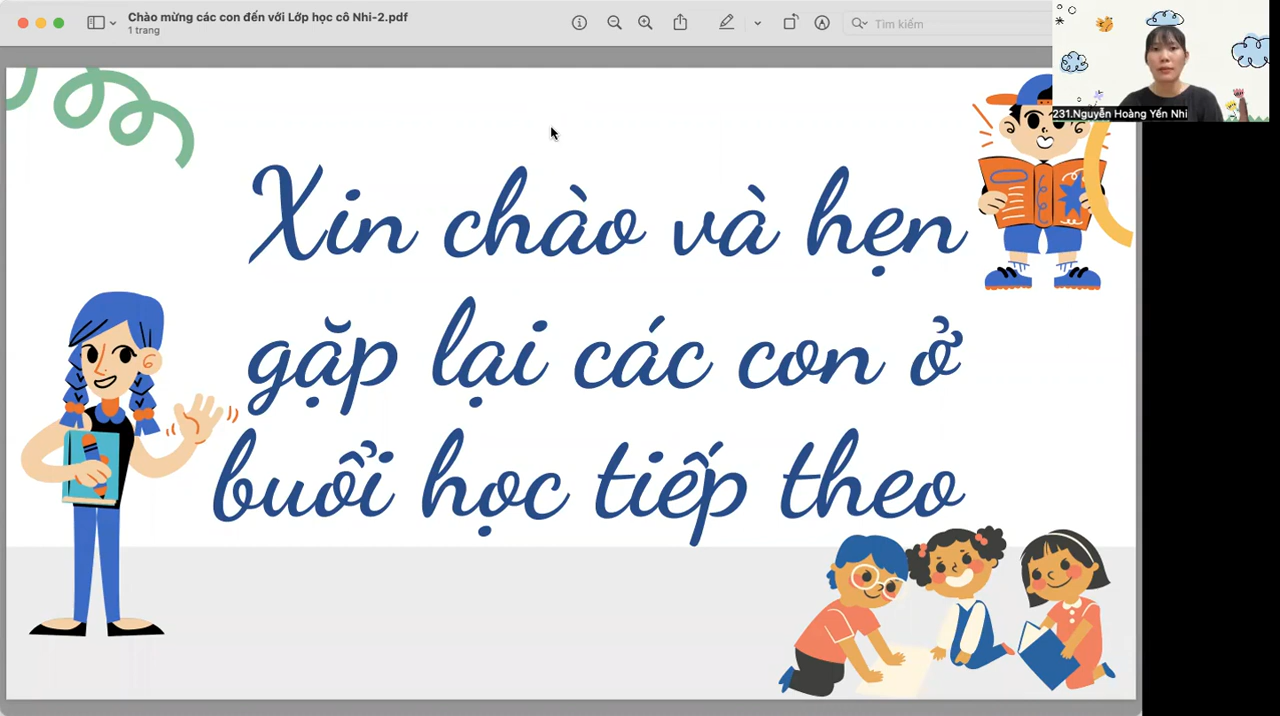 Chào mừng các con đến với Lớp học cô Nhi-2.pdf
1 trang
Tìm kiếm
231.Nguyễn Hoàng Yến Nhi
Xin chào và hẹn
gặp lại các con ở
buổi học tiếp theo